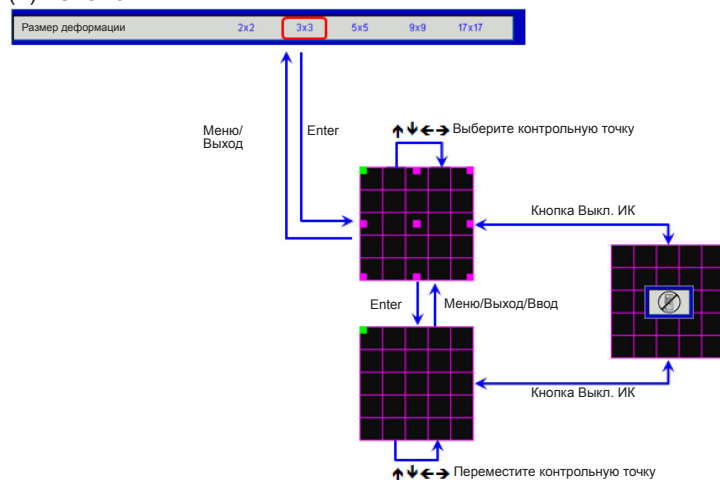 Размер деформации 2x2 3x3 5x5 9x9 17x17
Меню/
Выход
Enter
Выберите контрольную точку
Кнопка Выкл. ИК
Enter
Меню/Выход/Ввод
Кнопка Выкл. ИК
Переместите контрольную точку